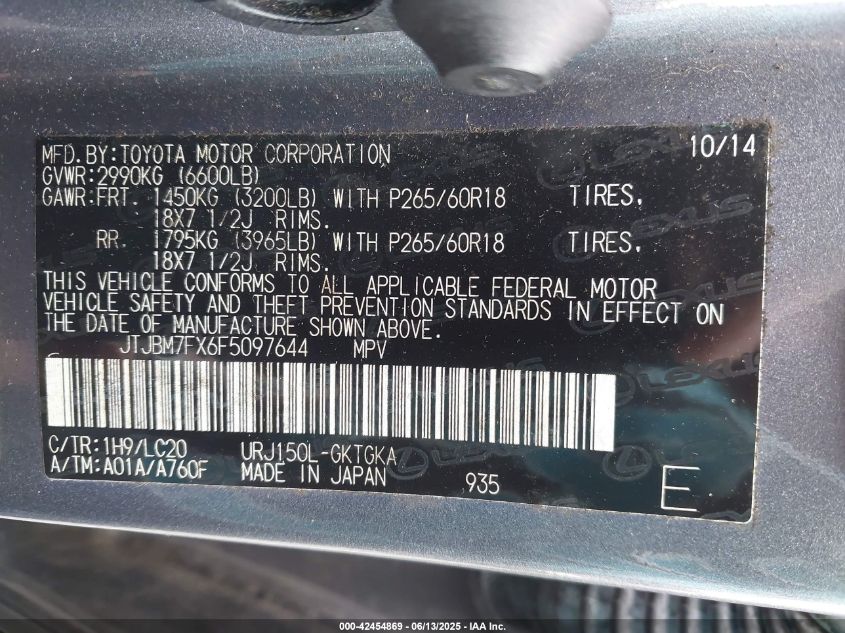 MFD.BY:TOYOTA MOTOR CORPORATION 10/14
GVWR:2990KG (6600LB)
GAWR:FRT. 1450KG (3200LB) WITH P265/60R18 TIRES,
18X7 1/2J RIMS.
RR. 1795KG (3965LB) WITH P265/60R18 TIRES,
18X7 1/2J RIMS.
THIS VEHICLE CONFORMS TO ALL APPLICABLE FEDERAL MOTOR
VEHICLE SAFETY AND THEFT PREVENTION STANDARDS IN EFFECT ON
THE DATE OF MANUFACTURE SHOWN ABOVE.
JTJBM7FX6F5097644 MPV
C/TR:1H9/LC20 URJ150L-GKTGKA
A/TM:A01A/A760F MADE IN JAPAN 935 E
LEXUS
000-42454869 - 06/13/2025 - IAA Inc.